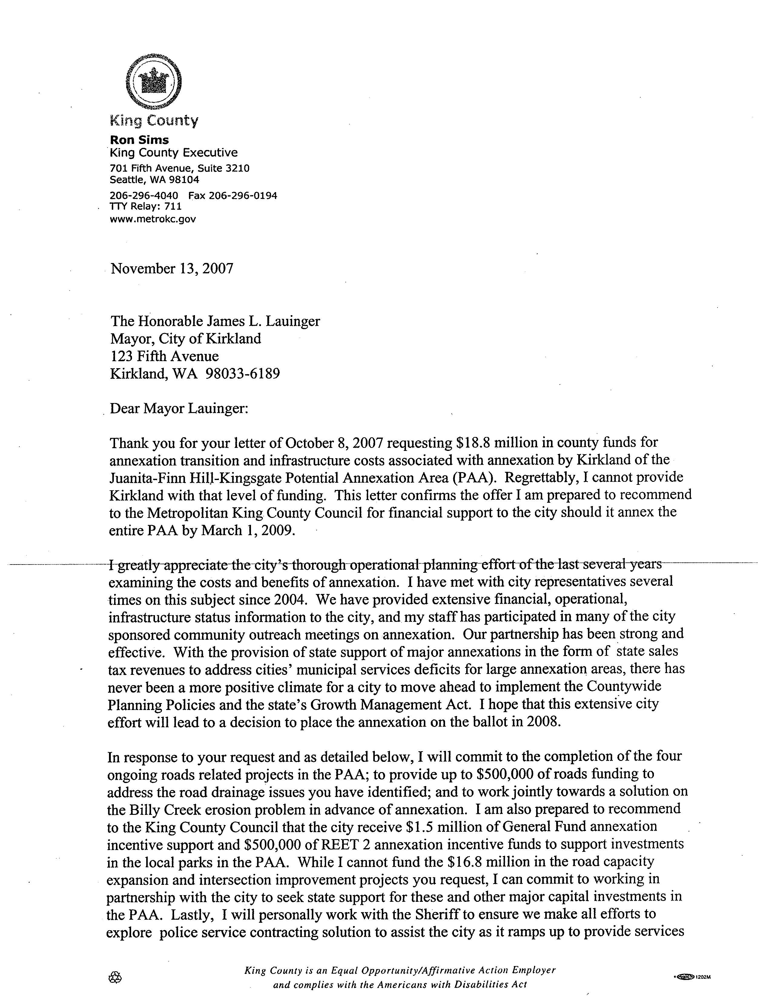 King County
Ron Sims
King County Executive
701 Fifth Avenue, Suite 3210
Seattle, WA 98104
206-296-4040 Fax 206-296-0194
TTY Relay: 711
www.metrokc.gov
November 13, 2007
The Honorable James L. Lauinger
Mayor, City of Kirkland
123 Fifth Avenue
Kirkland, WA 98033-6189
Dear Mayor Lauinger:
Thank you for your letter of October 8, 2007 requesting $18.8 million in county funds for
annexation transition and infrastructure costs associated with annexation by Kirkland of the
Juanita-Finn Hill-Kingsgate Potential Annexation Area (PAA). Regrettably, I cannot provide
Kirkland with that level of funding. This letter confirms the offer I am prepared to recommend
to the Metropolitan King County Council for financial support to the city should it annex the
entire PAA by March 1, 2009.
I greatly appreciate the city's thorough operational planning effort of the last several years
examining the costs and benefits of annexation. I have met with city representatives several
times on this subject since 2004. We have provided extensive financial, operational,
infrastructure status information to the city, and my staff has participated in many of the city
sponsored community outreach meetings on annexation. Our partnership has been strong and
effective. With the provision of state support of major annexations in the form of state sales
tax revenues to address cities' municipal services deficits for large annexation areas, there has
never been a more positive climate for a city to move ahead to implement the Countywide
Planning Policies and the state's Growth Management Act. I hope that this extensive city
effort will lead to a decision to place the annexation on the ballot in 2008.
In response to your request and as detailed below, I will commit to the completion of the four
ongoing roads related projects in the PAA; to provide up to $500,000 of roads funding to
address the road drainage issues you have identified; and to work jointly towards a solution on
the Billy Creek erosion problem in advance of annexation. I am also prepared to recommend
to the King County Council that the city receive $1.5 million of General Fund annexation
incentive support and $500,000 of REET 2 annexation incentive funds to support investments
in the local parks in the PAA. While I cannot fund the $16.8 million in the road capacity
expansion and intersection improvement projects you request, I can commit to working in
partnership with the city to seek state support for these and other major capital investments in
the PAA. Lastly, I will personally work with the Sheriff to ensure we make all efforts to
explore police service contracting solution to assist the city as it ramps up to provide services
King County is an Equal Opportunity/Affirmative Action Employer
and complies with the Americans with Disabilities Act
1202M